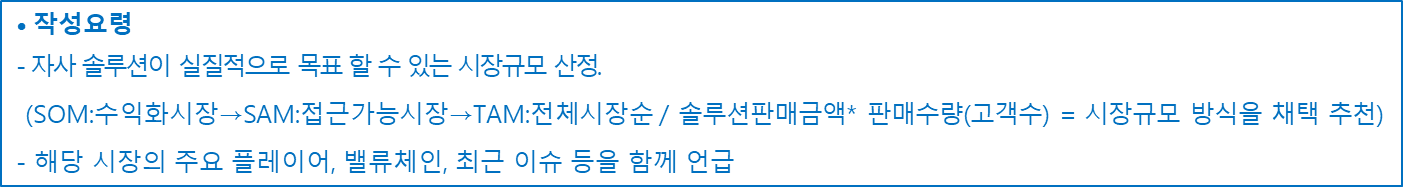 • 작성요령
- 자사 솔루션이 실질적으로 목표 할 수 있는 시장규모 산정.
(SOM:수익화시장→SAM:접근가능시장→TAM:전체시장순 / 솔루션판매금액* 판매수량(고객수) = 시장규모 방식을 채택 추천)
- 해당 시장의 주요 플레이어, 밸류체인, 최근 이슈 등을 함께 언급